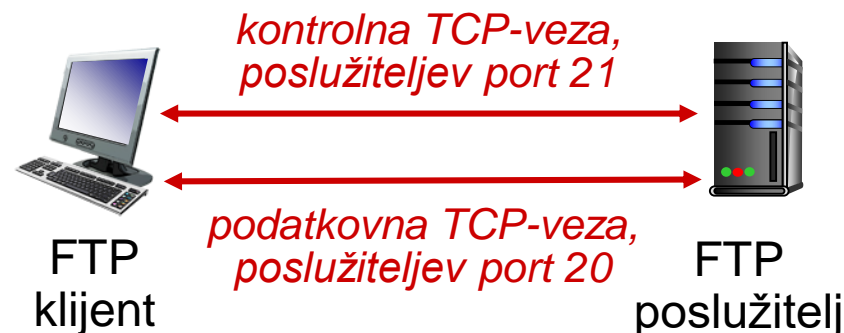 kontrolna TCP-veza,
poslužiteljev port 21
podatkovna TCP-veza,
poslužiteljev port 20
FTP
klijent
FTP
poslužitelj